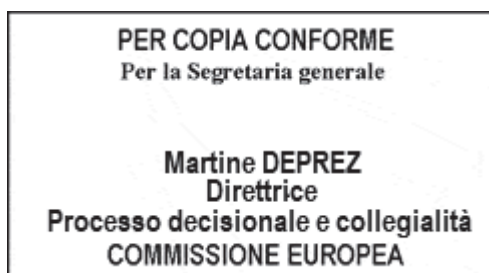 PER COPIA CONFORME
Per la Segretaria generale
Martine DEPREZ
Direttrice
Processo decisionale e collegialità
COMMISSIONE EUROPEA